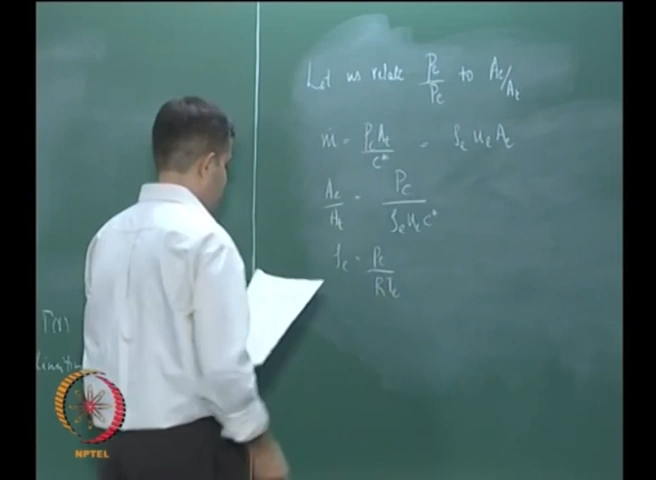 Let us relate Pe/Pc to Ae/At
ṁ = PcAt/c* = ρe ue Ae
Ae/At = Pc/ρe ue c*
ρe = Pe/RTe
Γ(γ)
NPTEL